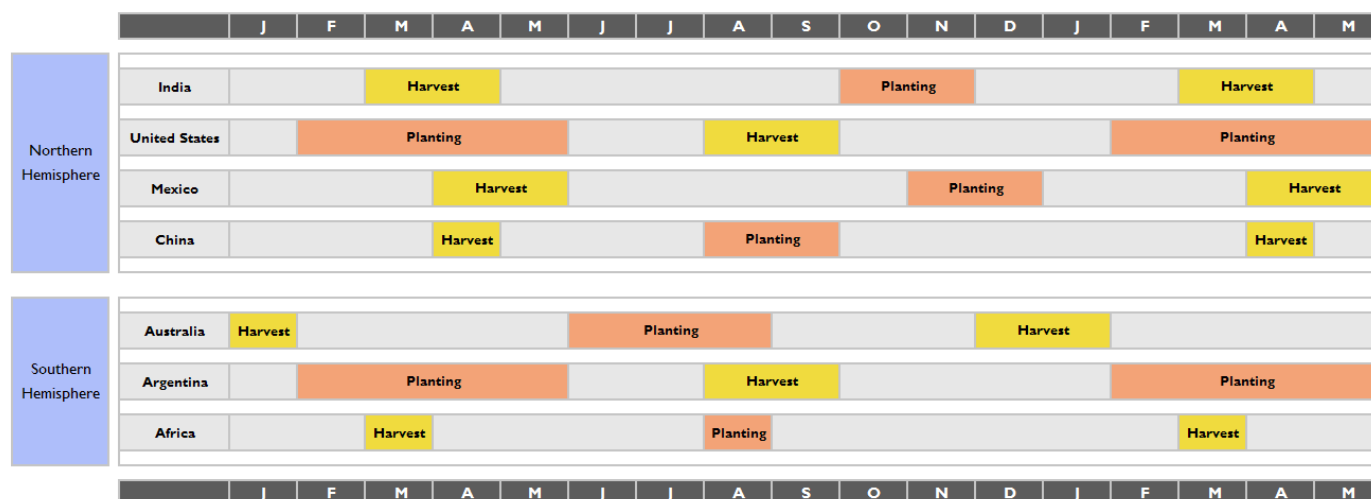 J F M A M J J A S O N D J F M A M
India Harvest Planting Harvest
United States Planting Harvest Planting
Northern
Hemisphere
Mexico Harvest Planting Harvest
China Harvest Planting Harvest
Australia Harvest Planting Harvest
Southern
Hemisphere
Argentina Planting Harvest Planting
Africa Harvest Planting Harvest
J F M A M J J A S O N D J F M A M